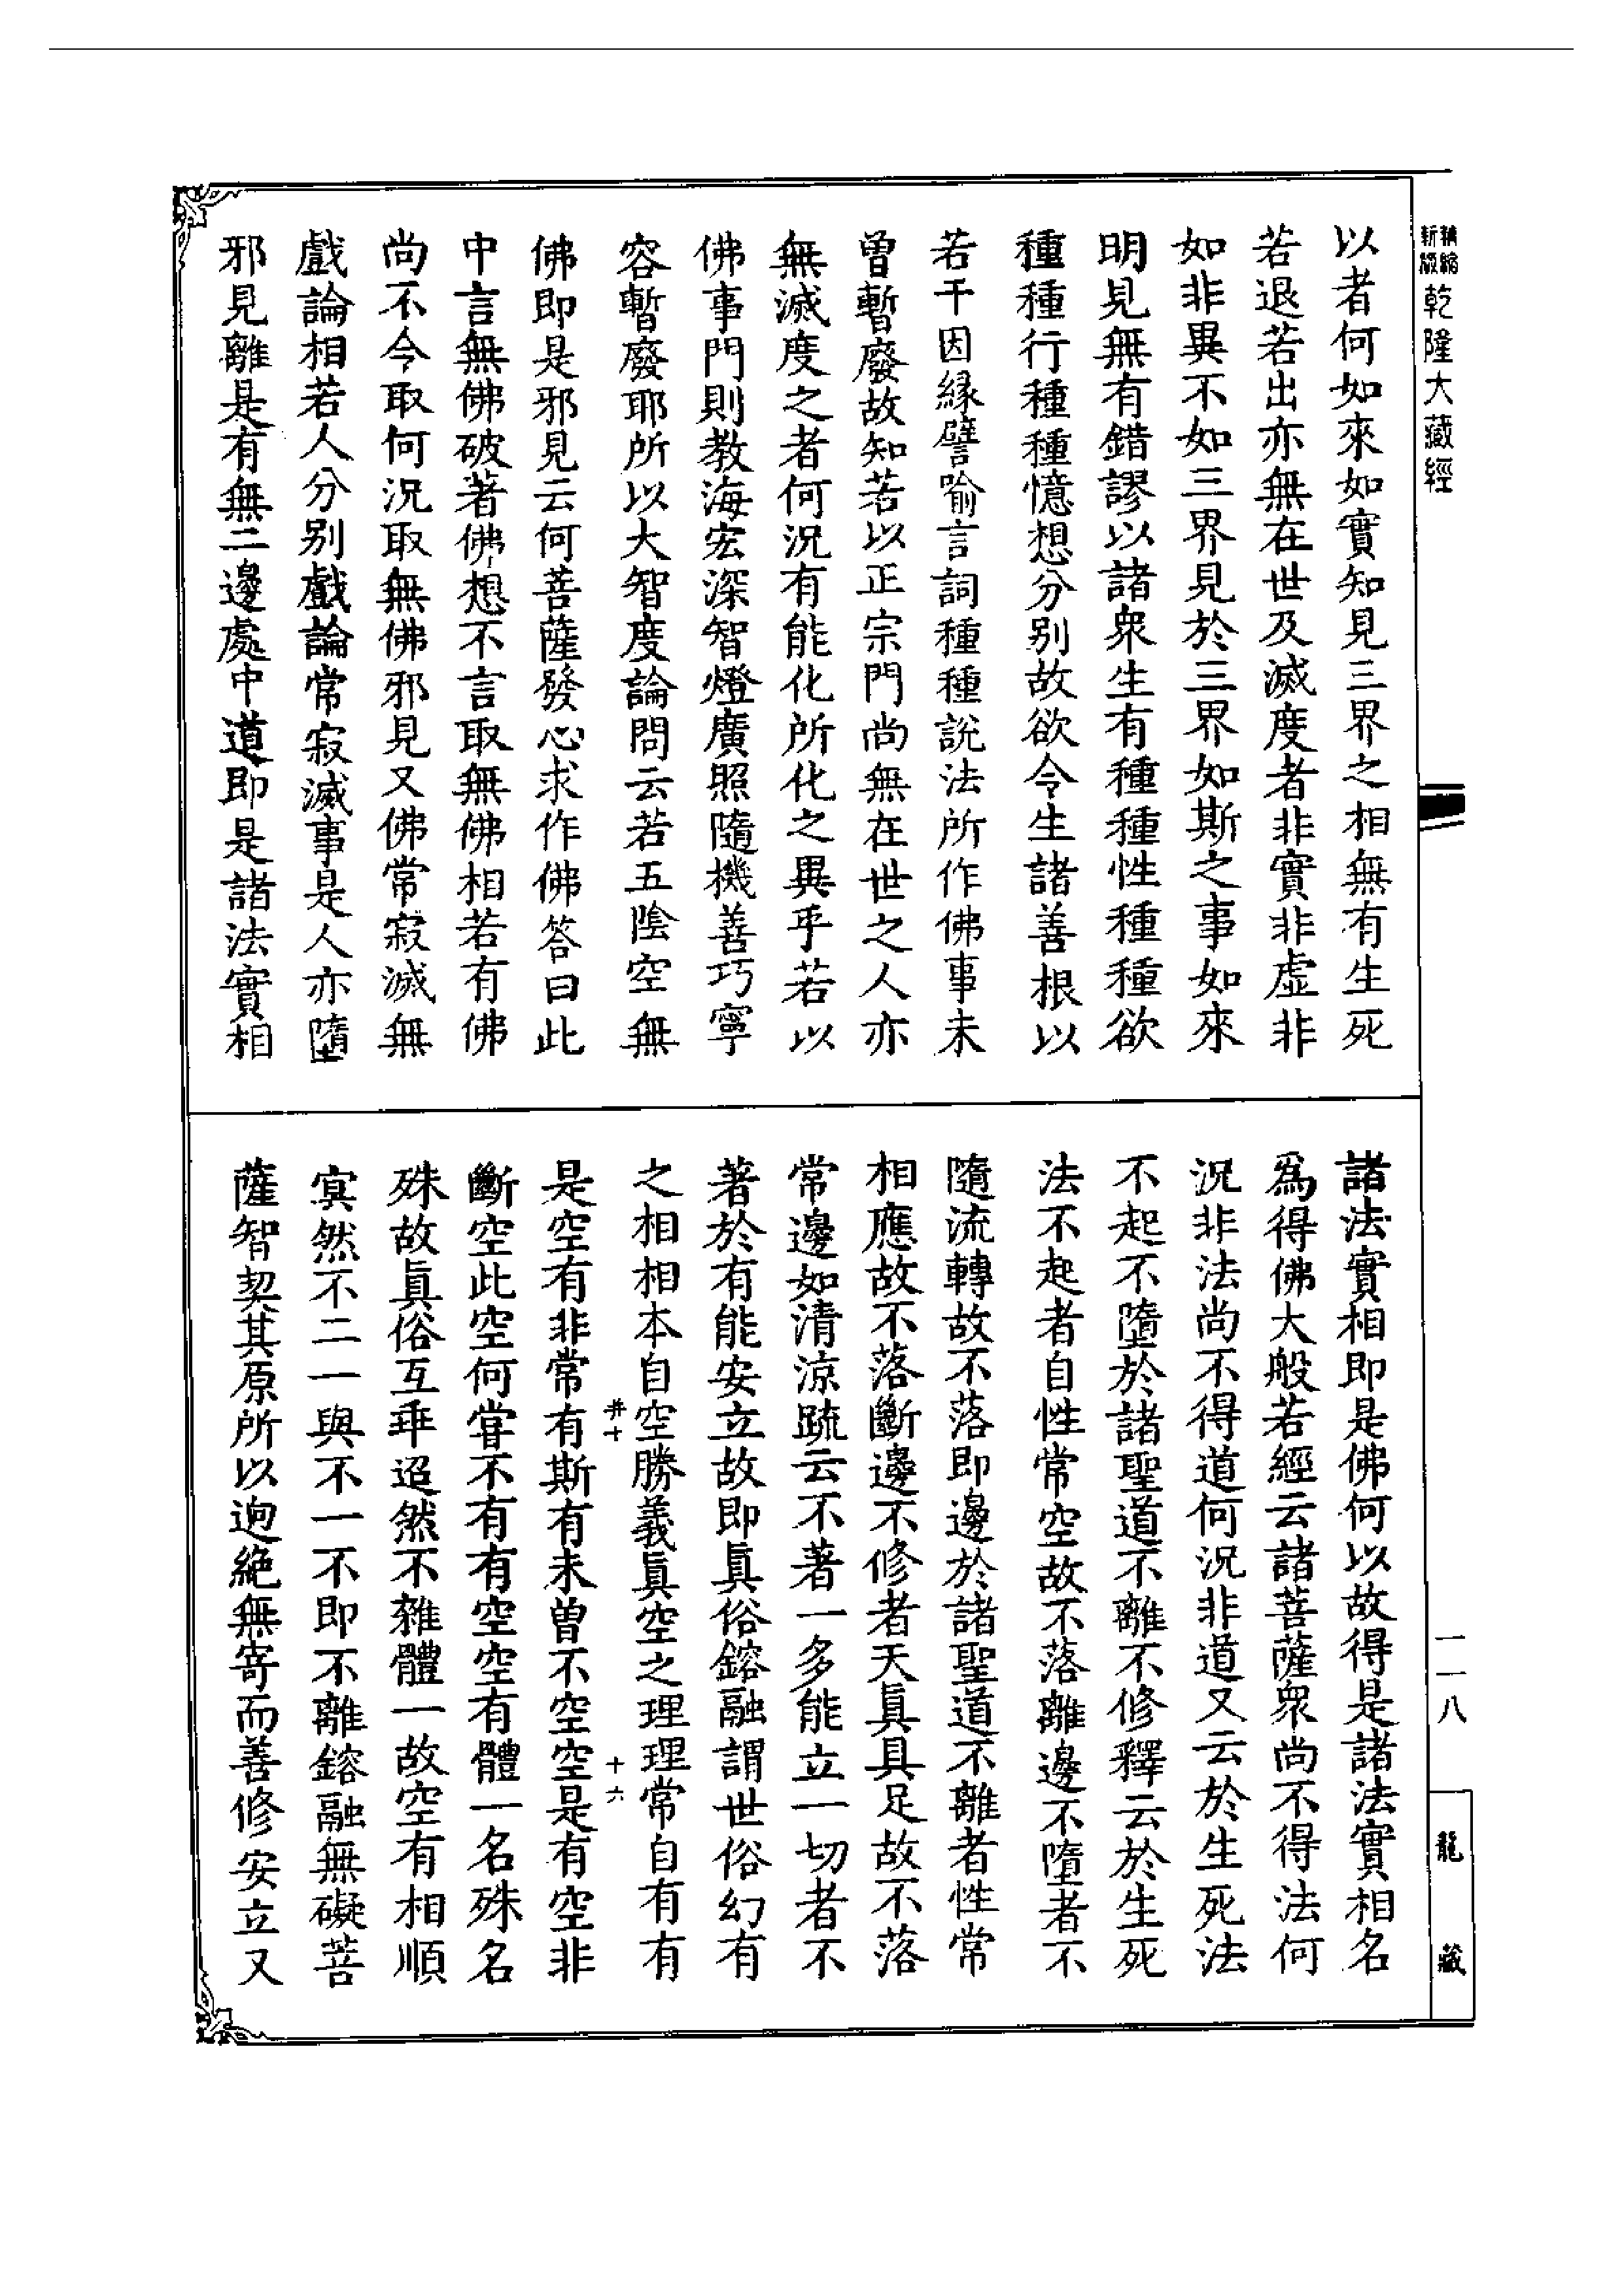 新編縮版乾隆大藏經
以者何如來如實知見三界之相無有生死
若退若出亦無在世及滅度者非實非虛非
如非異不如三界見於三界如斯之事如來
明見無有錯謬以諸衆生有種種性種種欲
種種行種種憶想分別故欲令生諸善根以
若干因緣譬喻言詞種種說法所作佛事未
曾暫廢故知若以正宗門尚無在世之人亦
無滅度之者何況有能化所化之異乎若以
佛事門則教海宏深智燈廣照隨機善巧寧
容暫廢耶所以大智度論問云若五陰空無
佛即是邪見云何菩薩發心求作佛答曰此
中言無佛破著佛想不言取無佛相若有佛
尚不令取何況取無佛邪見又佛常寂滅無
戲論相若人分別戲論常寂滅事是人亦墮
邪見離是有無二邊處中道即是諸法實相
諸法實相即是佛何以故得是諸法實相名
爲得佛大般若經云諸菩薩衆尚不得法何
況非法尚不得道何況非道又云於生死法
不起不墮於諸聖道不離不修釋云於生死
法不起者自性常空故不落離邊不墮者不
隨流轉故不落即邊於諸聖道不離者性常
相應故不落斷邊不修者天眞具足故不落
常邊如清涼疏云不著一多能立一切者不
著於有能安立故即眞俗鎔融謂世俗幻有
之相相本自空勝義眞空之理理常自有有
井十 十六
是空有非常有斯有未曾不空空是有空非
斷空此空何甞不有有空空有體一名殊名
殊故眞俗互乖迢然不雜體一故空有相順
寘然不二一與不一不即不離鎔融無礙菩
薩智契其原所以逈絕無寄而善修安立又
一一八
龍藏